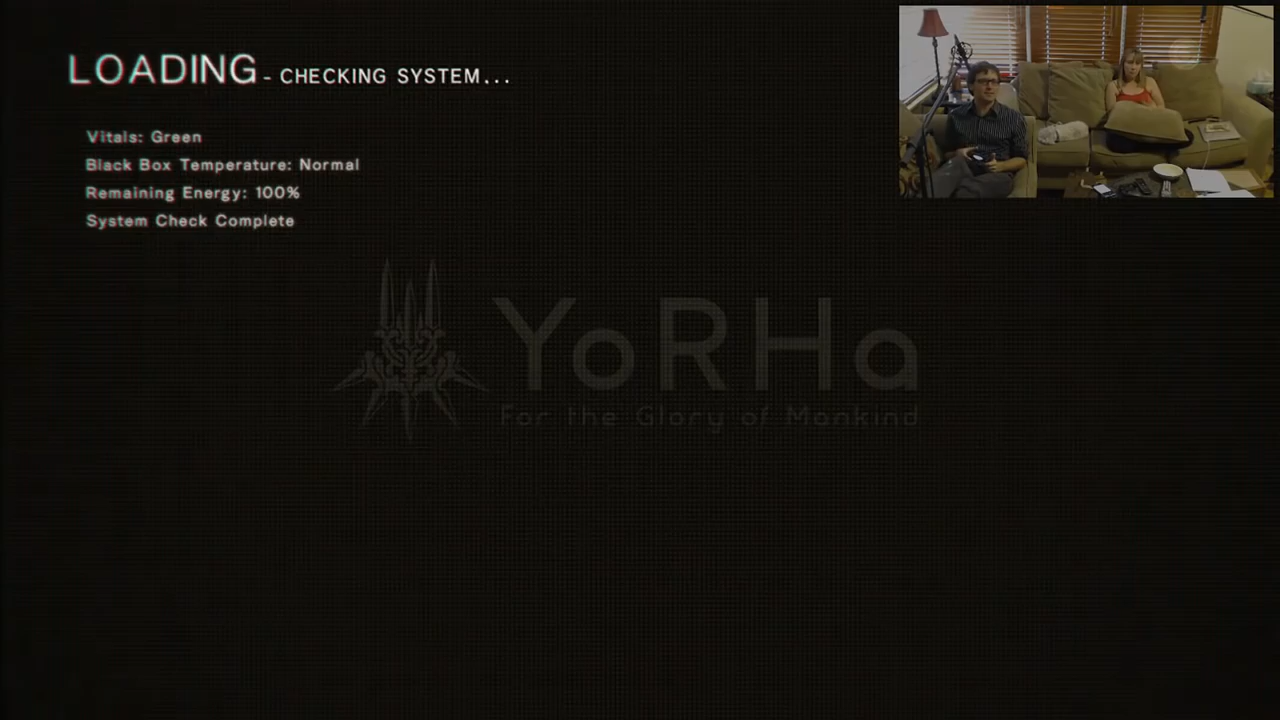 LOADING - CHECKING SYSTEM...
Vitals: Green
Black Box Temperature: Normal
Remaining Energy: 100%
System Check Complete
YoRHa
For the Glory of Mankind